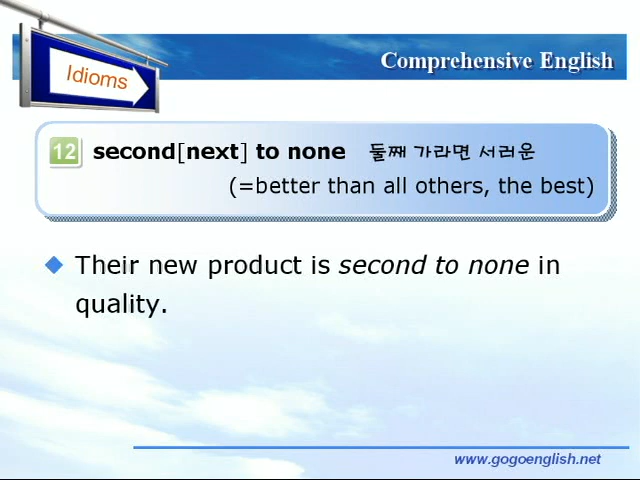 Idioms
Comprehensive English
12 second[next] to none 둘째 가라면 서러운
(=better than all others, the best)
Their new product is second to none in
quality.
www.gogoenglish.net